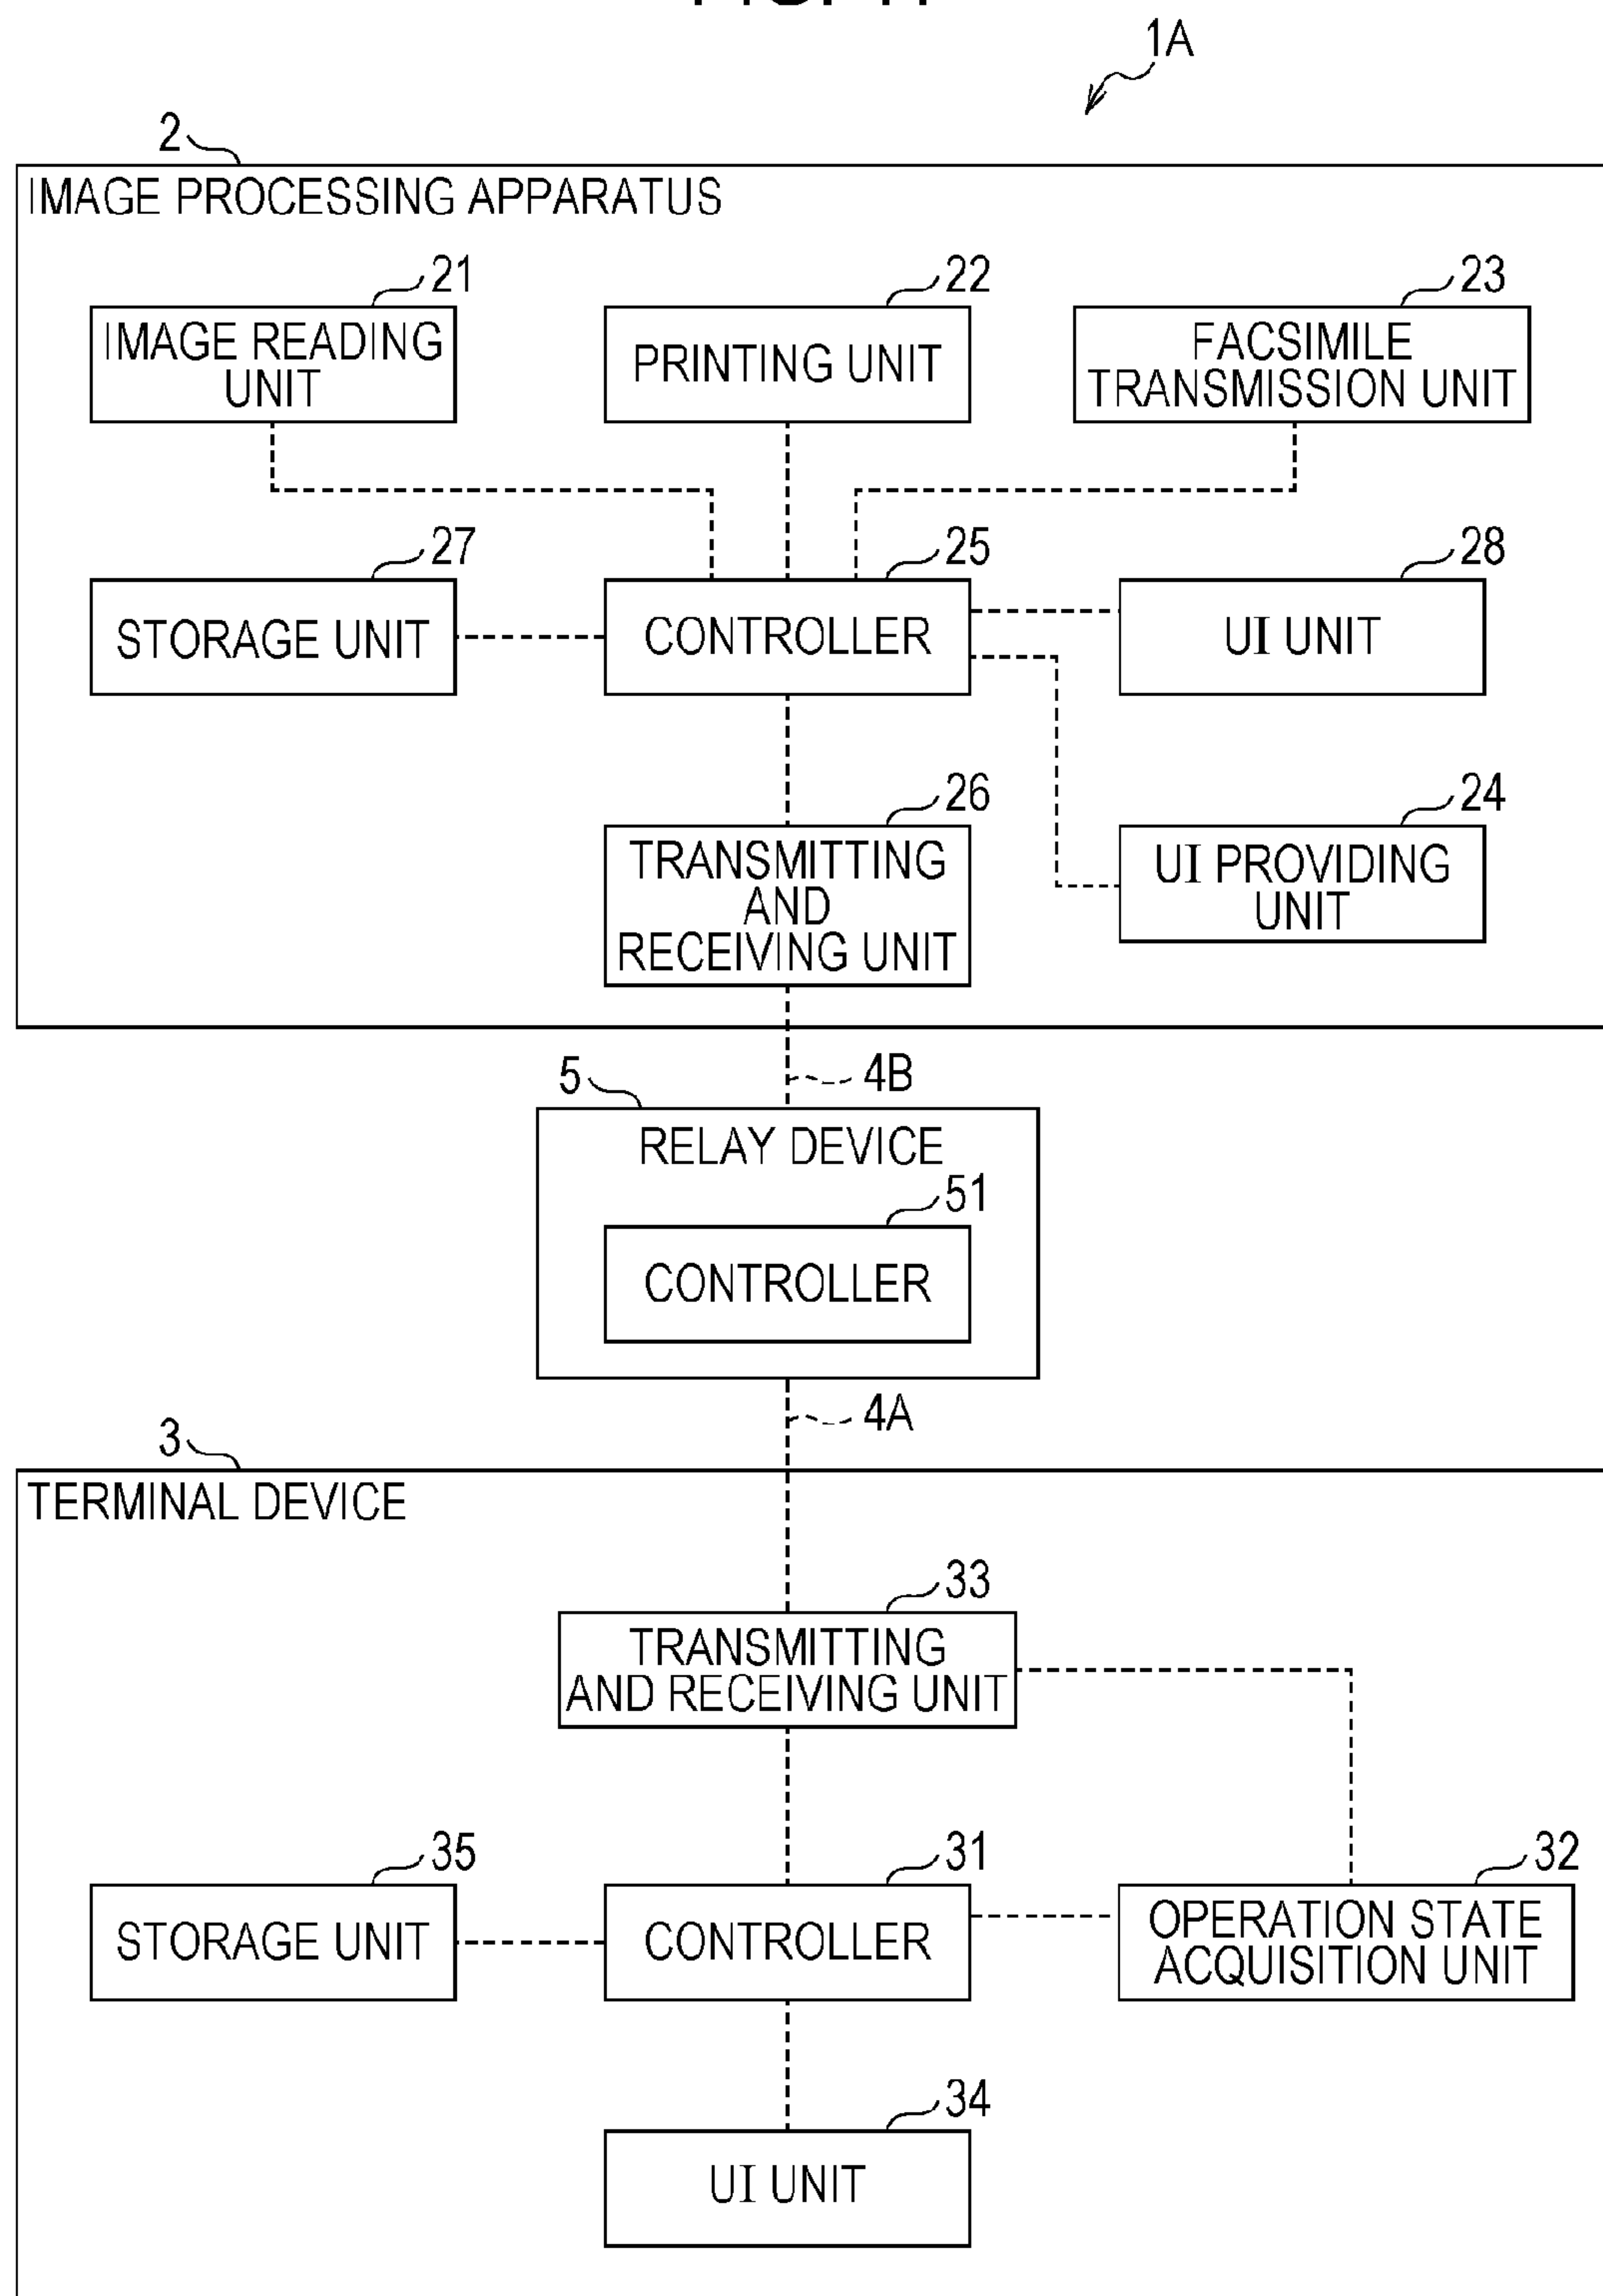 1A
2
IMAGE PROCESSING APPARATUS
21
22
23
IMAGE READING
UNIT
PRINTING UNIT
FACSIMILE
TRANSMISSION UNIT
27
25
28
STORAGE UNIT
CONTROLLER
UI UNIT
26
24
TRANSMITTING
AND
RECEIVING UNIT
UI PROVIDING
UNIT
4B
5
RELAY DEVICE
51
CONTROLLER
4A
3
TERMINAL DEVICE
33
TRANSMITTING
AND RECEIVING UNIT
35
31
32
STORAGE UNIT
CONTROLLER
OPERATION STATE
ACQUISITION UNIT
34
UI UNIT